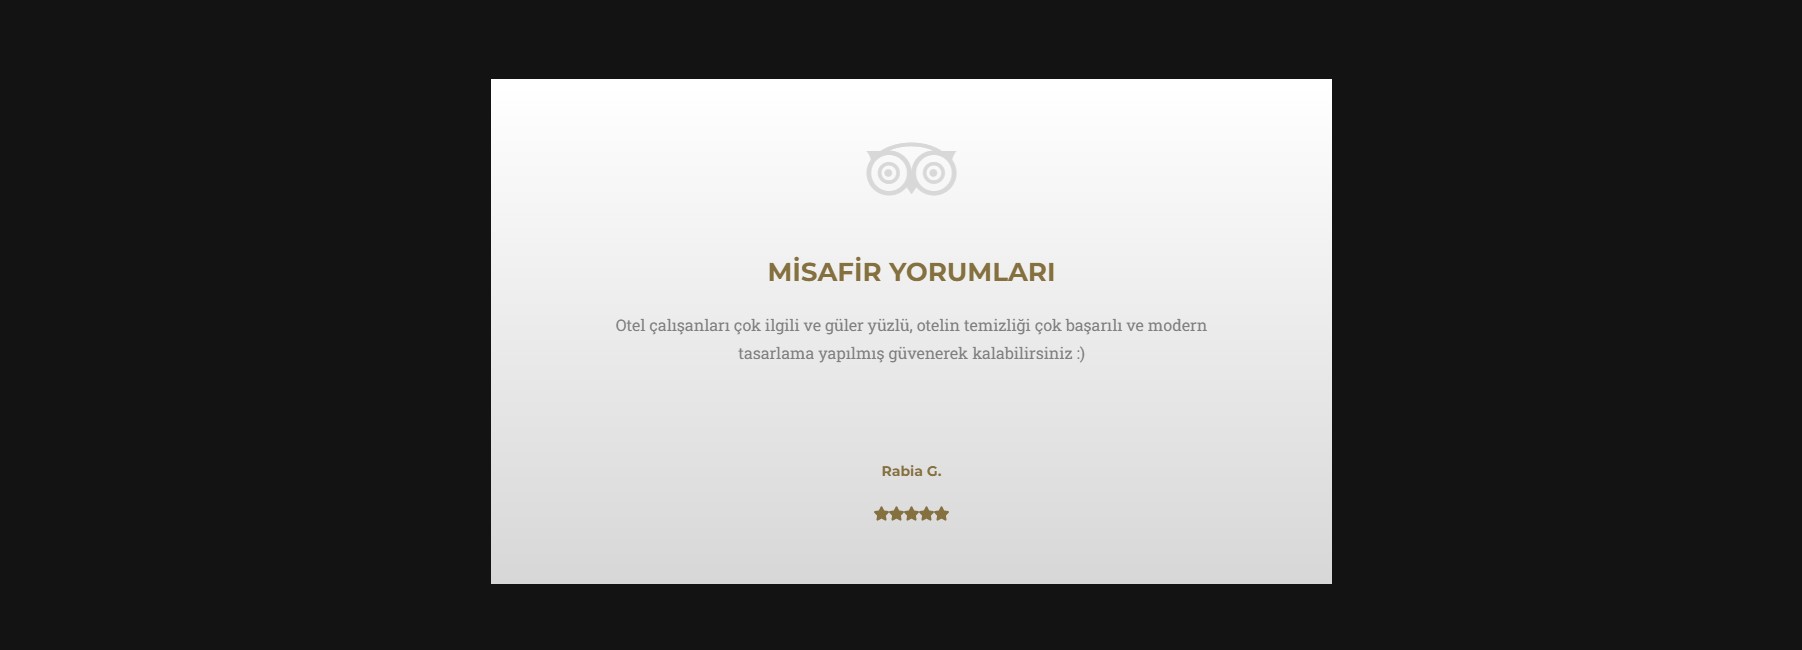 MİSAFİR YORUMLARI
Otel çalışanları çok ilgili ve güler yüzlü, otelin temizliği çok başarılı ve modern
tasarlama yapılmış güvenerek kalabilirsiniz :)
Rabia G.